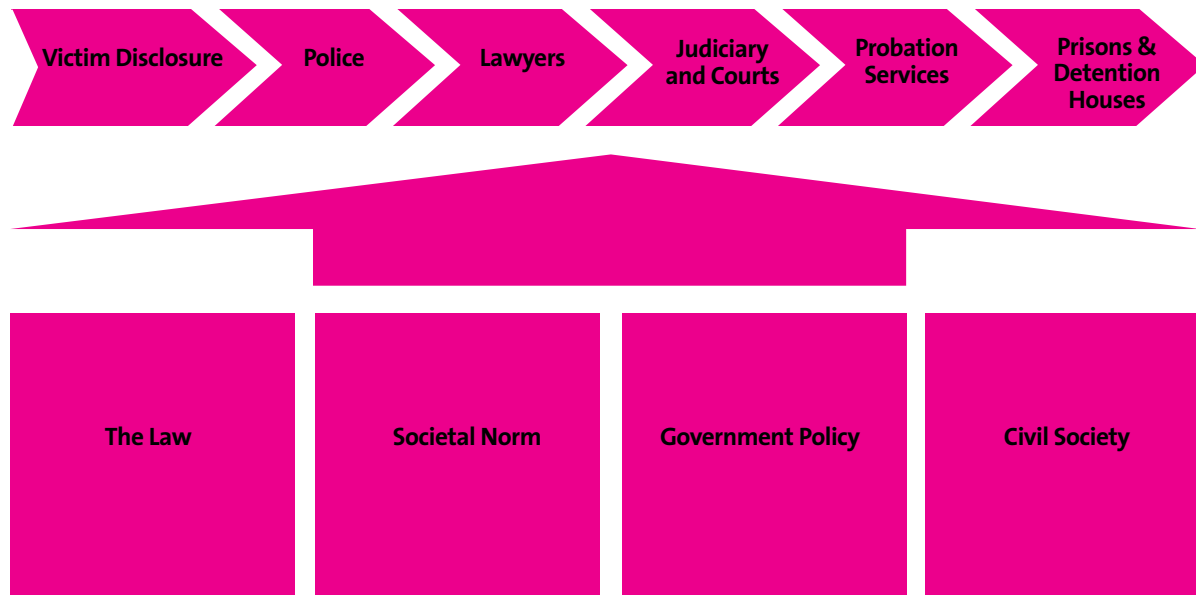 Victim Disclosure
Police
Lawyers
Judiciary
and Courts
Probation
Services
Prisons &
Detention
Houses
The Law
Societal Norm
Government Policy
Civil Society